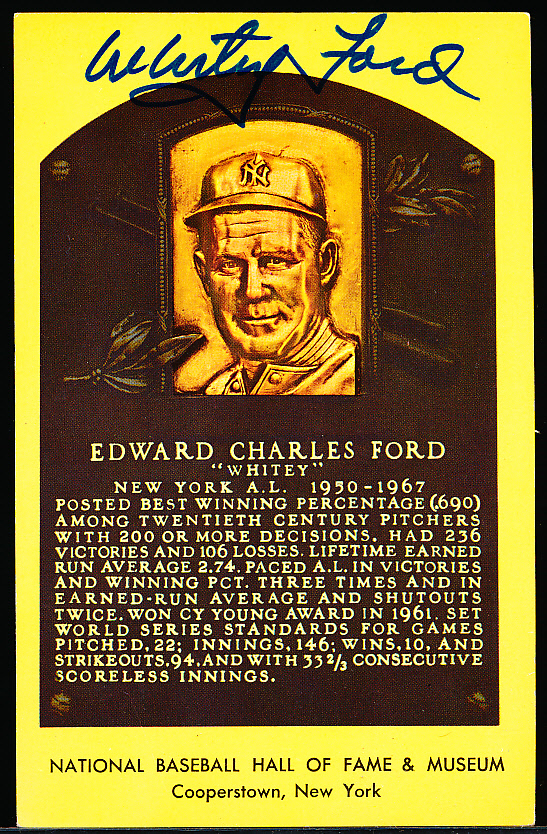 Whitey Ford
NY
EDWARD CHARLES FORD
"WHITEY"
NEW YORK A.L. 1950-1967
POSTED BEST WINNING PERCENTAGE (.690)
AMONG TWENTIETH CENTURY PITCHERS
WITH 200 OR MORE DECISIONS. HAD 236
VICTORIES AND 106 LOSSES. LIFETIME EARNED
RUN AVERAGE 2.74. PACED A.L. IN VICTORIES
AND WINNING PCT. THREE TIMES AND IN
EARNED-RUN AVERAGE AND SHUTOUTS
TWICE. WON CY YOUNG AWARD IN 1961. SET
WORLD SERIES STANDARDS FOR GAMES
PITCHED, 22; INNINGS, 146; WINS, 10, AND
STRIKEOUTS, 94, AND WITH 33 2/3 CONSECUTIVE
SCORELESS INNINGS.
NATIONAL BASEBALL HALL OF FAME & MUSEUM
Cooperstown, New York